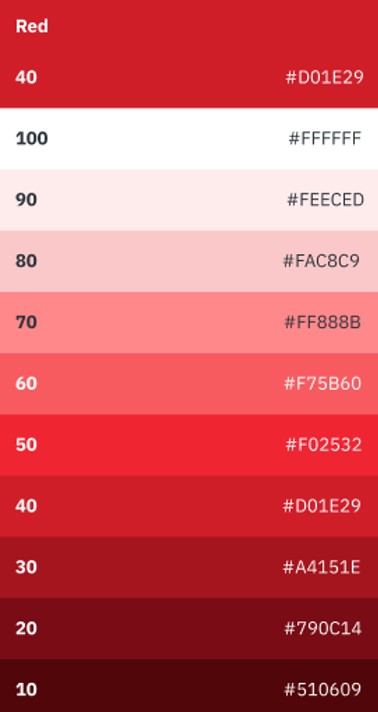 Red
40 #D01E29
100 #FFFFFF
90 #FEECED
80 #FAC8C9
70 #FF888B
60 #F75B60
50 #F02532
40 #D01E29
30 #A4151E
20 #790C14
10 #510609